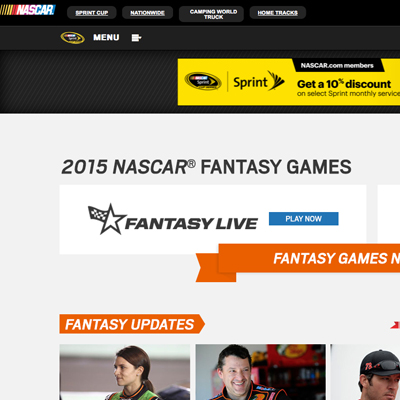 NASCAR
SPRINT CUP
NATIONWIDE
CAMPING WORLD
TRUCK
HOME TRACKS
MENU
NASCAR.com members
Sprint
Get a 10% discount
on select Sprint monthly service
2015 NASCAR® FANTASY GAMES
FANTASY LIVE
PLAY NOW
FANTASY GAMES N
FANTASY UPDATES